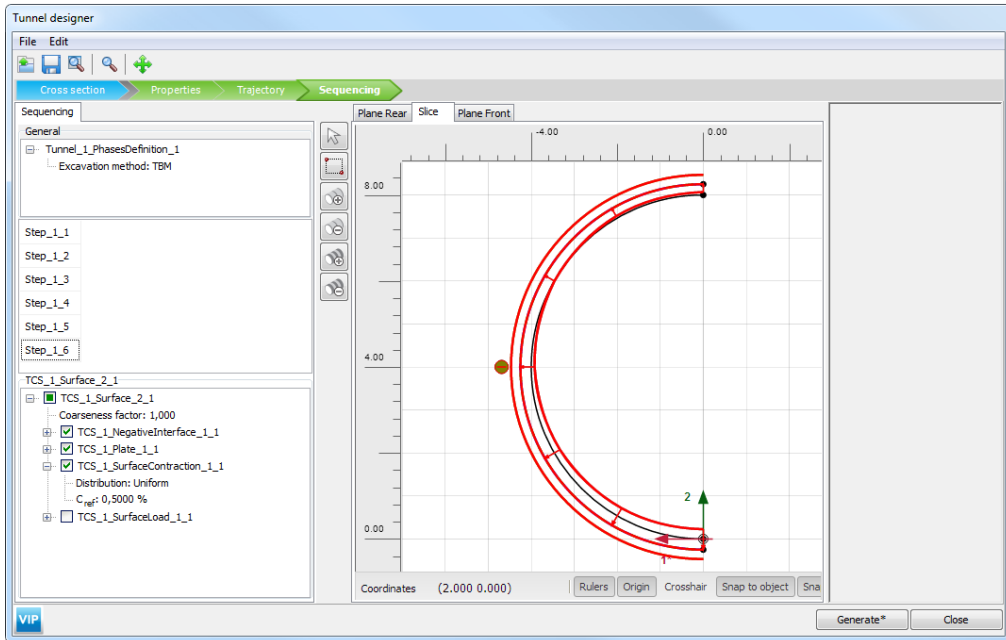 Tunnel designer
File Edit
Cross section Properties Trajectory Sequencing
Sequencing
General
Tunnel_1_PhasesDefinition_1
Excavation method: TBM
Step_1_1
Step_1_2
Step_1_3
Step_1_4
Step_1_5
Step_1_6
TCS_1_Surface_2_1
TCS_1_Surface_2_1
Coarseness factor: 1,000
TCS_1_NegativeInterface_1_1
TCS_1_Plate_1_1
TCS_1_SurfaceContraction_1_1
Distribution: Uniform
Cref: 0,5000 %
TCS_1_SurfaceLoad_1_1
Plane Rear Slice Plane Front
-4.00 0.00
8.00
4.00
0.00
2
1*
Coordinates (2.000 0.000) Rulers Origin Crosshair Snap to object Sna
VIP Generate* Close